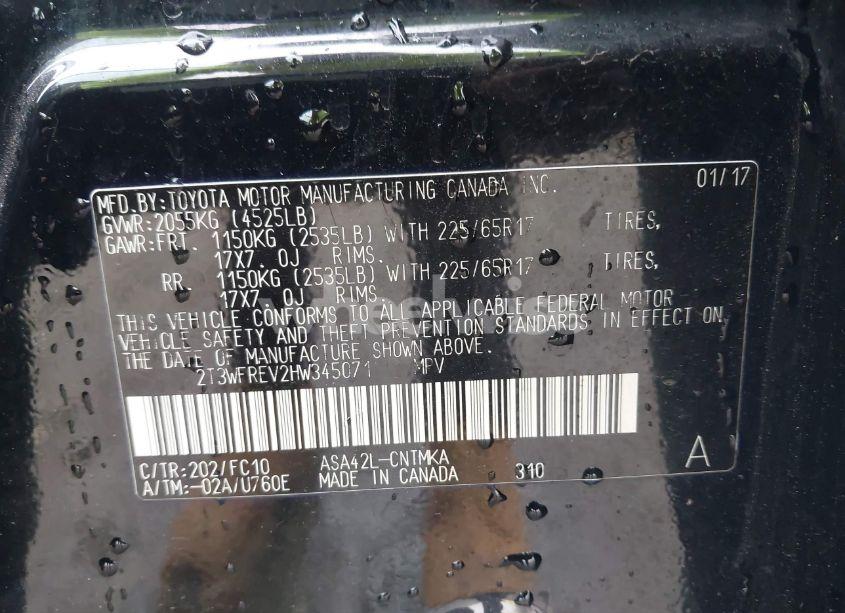 MFD.BY:TOYOTA MOTOR MANUFACTURING CANADA INC. 01/17
GVWR:2055KG (4525LB)
GAWR:FRT. 1150KG (2535LB) WITH 225/65R17 TIRES,
17X7.0J RIMS.
RR. 1150KG (2535LB) WITH 225/65R17 TIRES,
17X7.0J RIMS.
THIS VEHICLE CONFORMS TO ALL APPLICABLE FEDERAL MOTOR
VEHICLE SAFETY AND THEFT PREVENTION STANDARDS IN EFFECT ON
THE DATE OF MANUFACTURE SHOWN ABOVE.
2T3WFREV2HW345071 MPV
C/TR:202/FC10 ASA42L-CNTMKA A
A/TM:-02A/U760E MADE IN CANADA 310